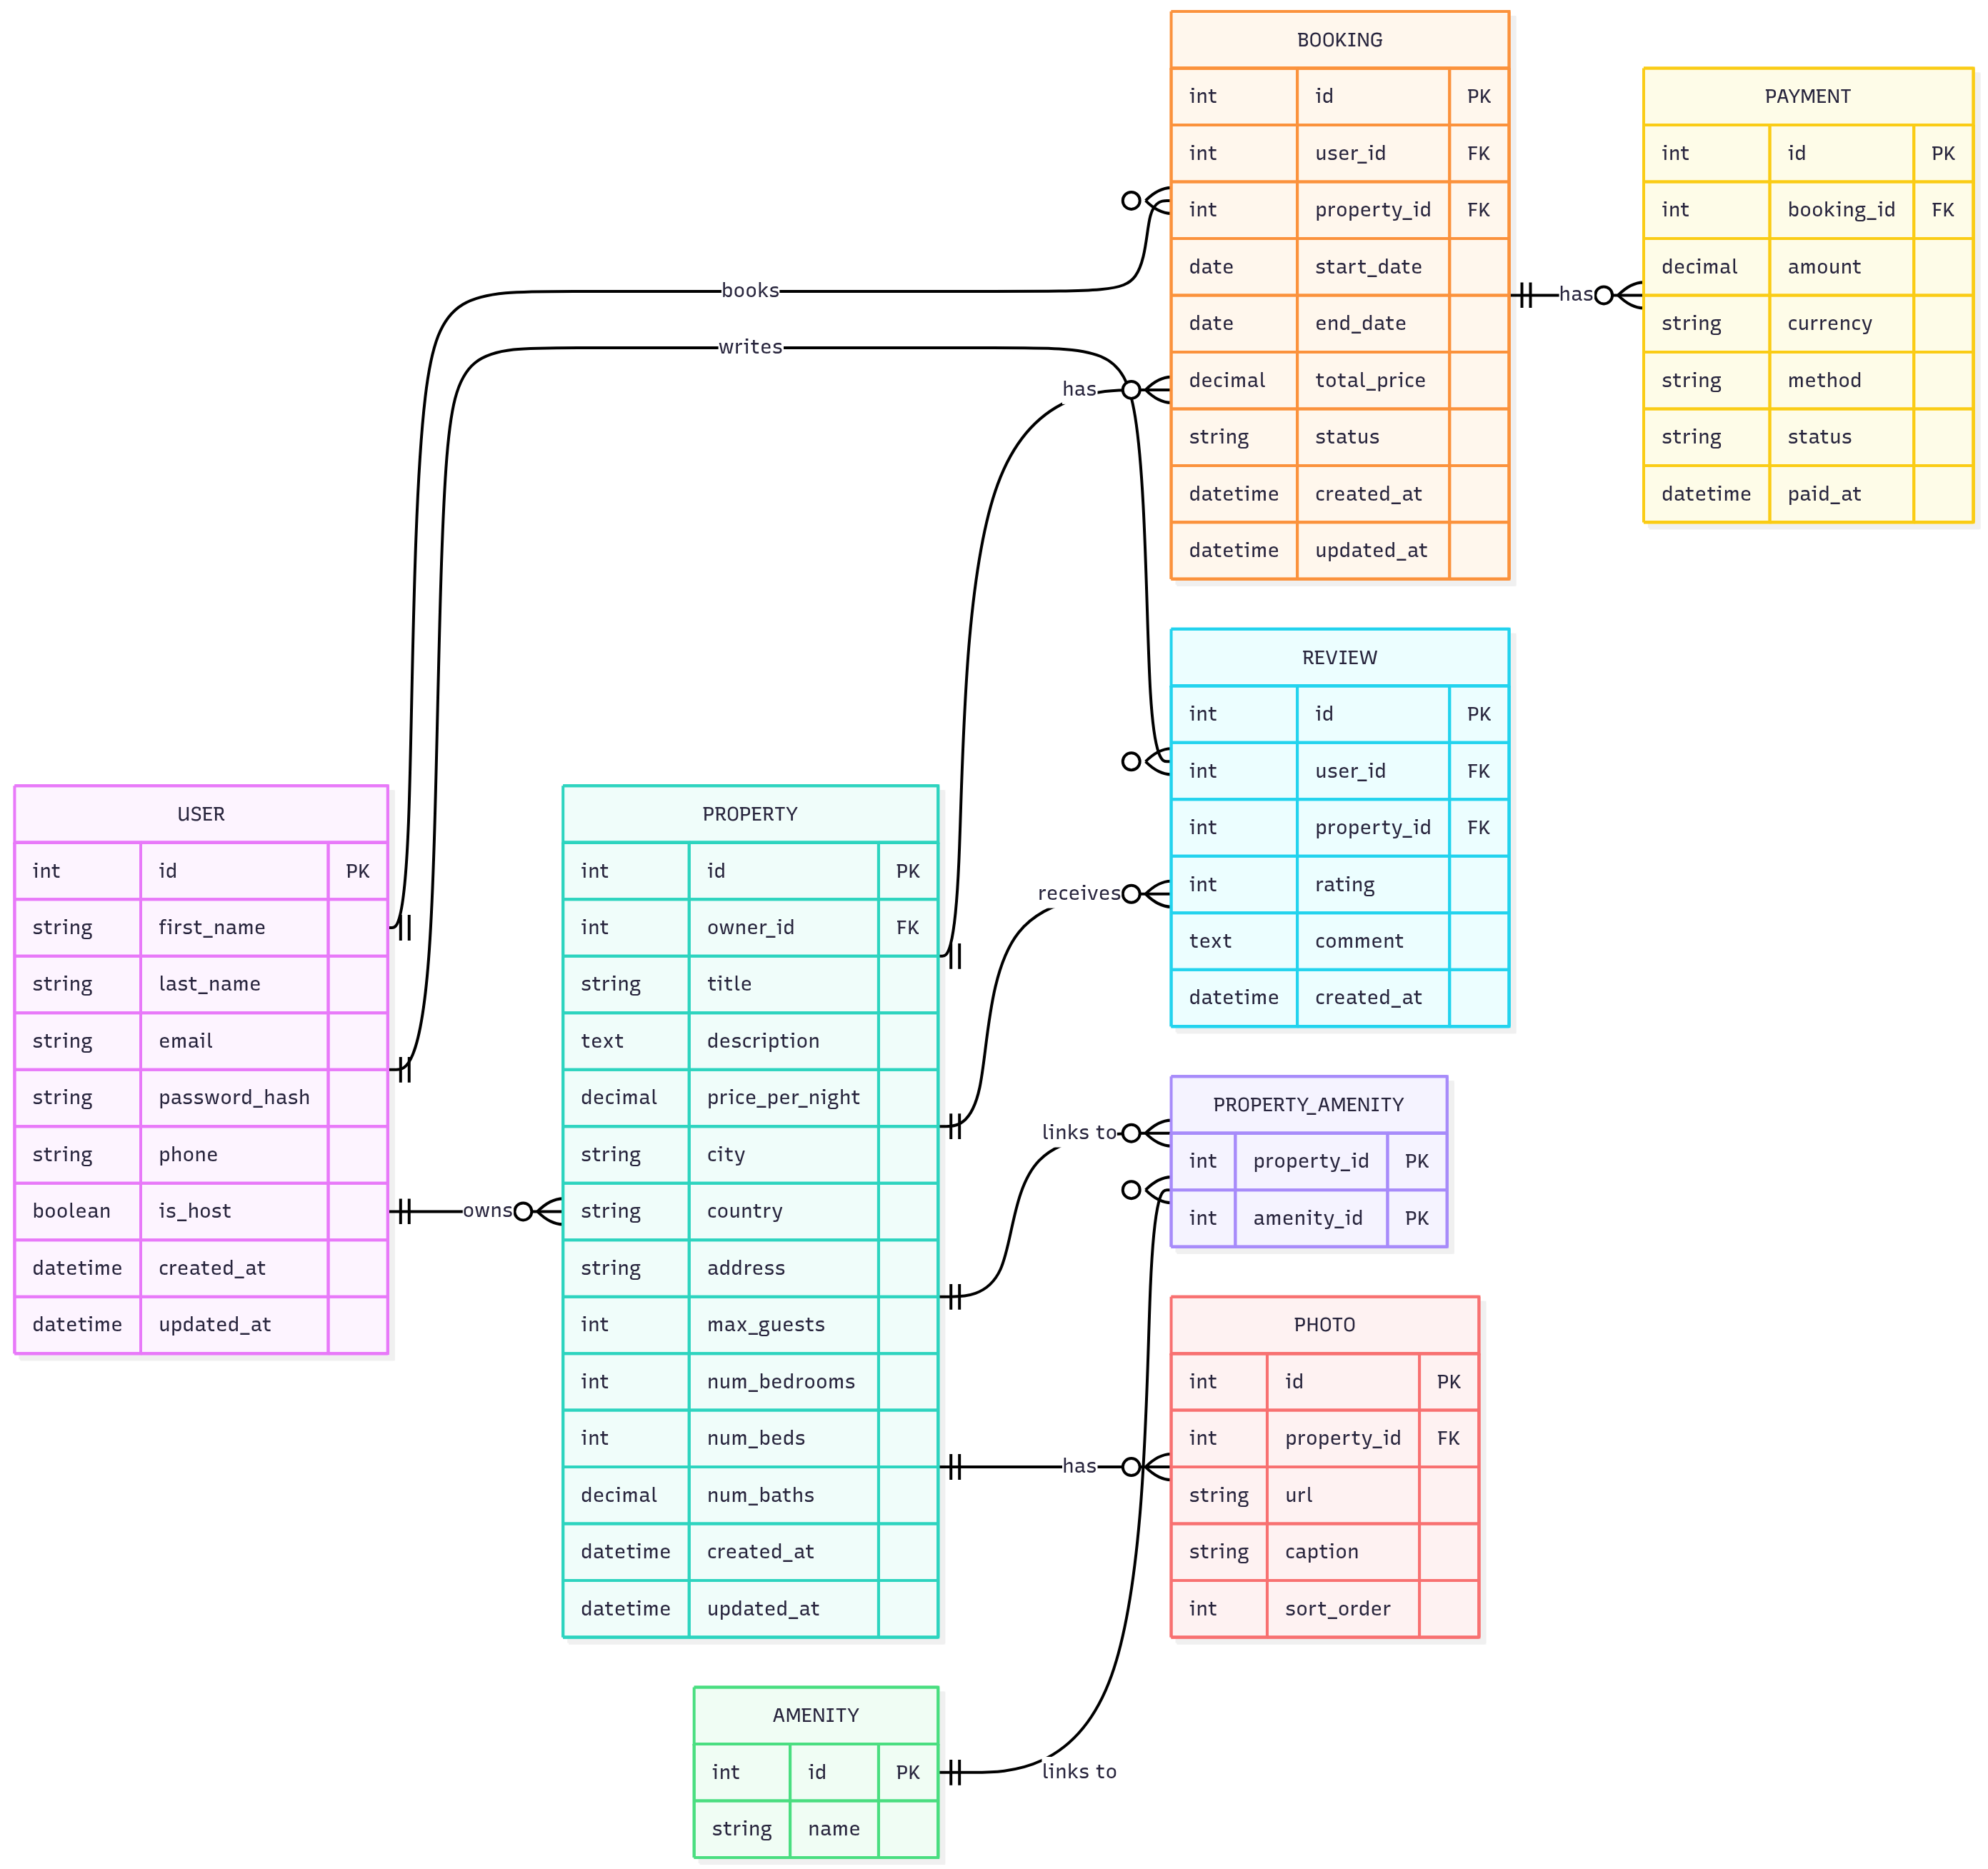 BOOKING
int id PK
int user_id FK
int property_id FK
date start_date
date end_date
decimal total_price
string status
datetime created_at
datetime updated_at
PAYMENT
int id PK
int booking_id FK
decimal amount
string currency
string method
string status
datetime paid_at
books
writes
has
has
REVIEW
int id PK
int user_id FK
int property_id FK
int rating
text comment
datetime created_at
USER
int id PK
string first_name
string last_name
string email
string password_hash
string phone
boolean is_host
datetime created_at
datetime updated_at
owns
PROPERTY
int id PK
int owner_id FK
string title
text description
decimal price_per_night
string city
string country
string address
int max_guests
int num_bedrooms
int num_beds
decimal num_baths
datetime created_at
datetime updated_at
receives
links to
has
PROPERTY_AMENITY
int property_id PK
int amenity_id PK
PHOTO
int id PK
int property_id FK
string url
string caption
int sort_order
AMENITY
int id PK
string name
links to